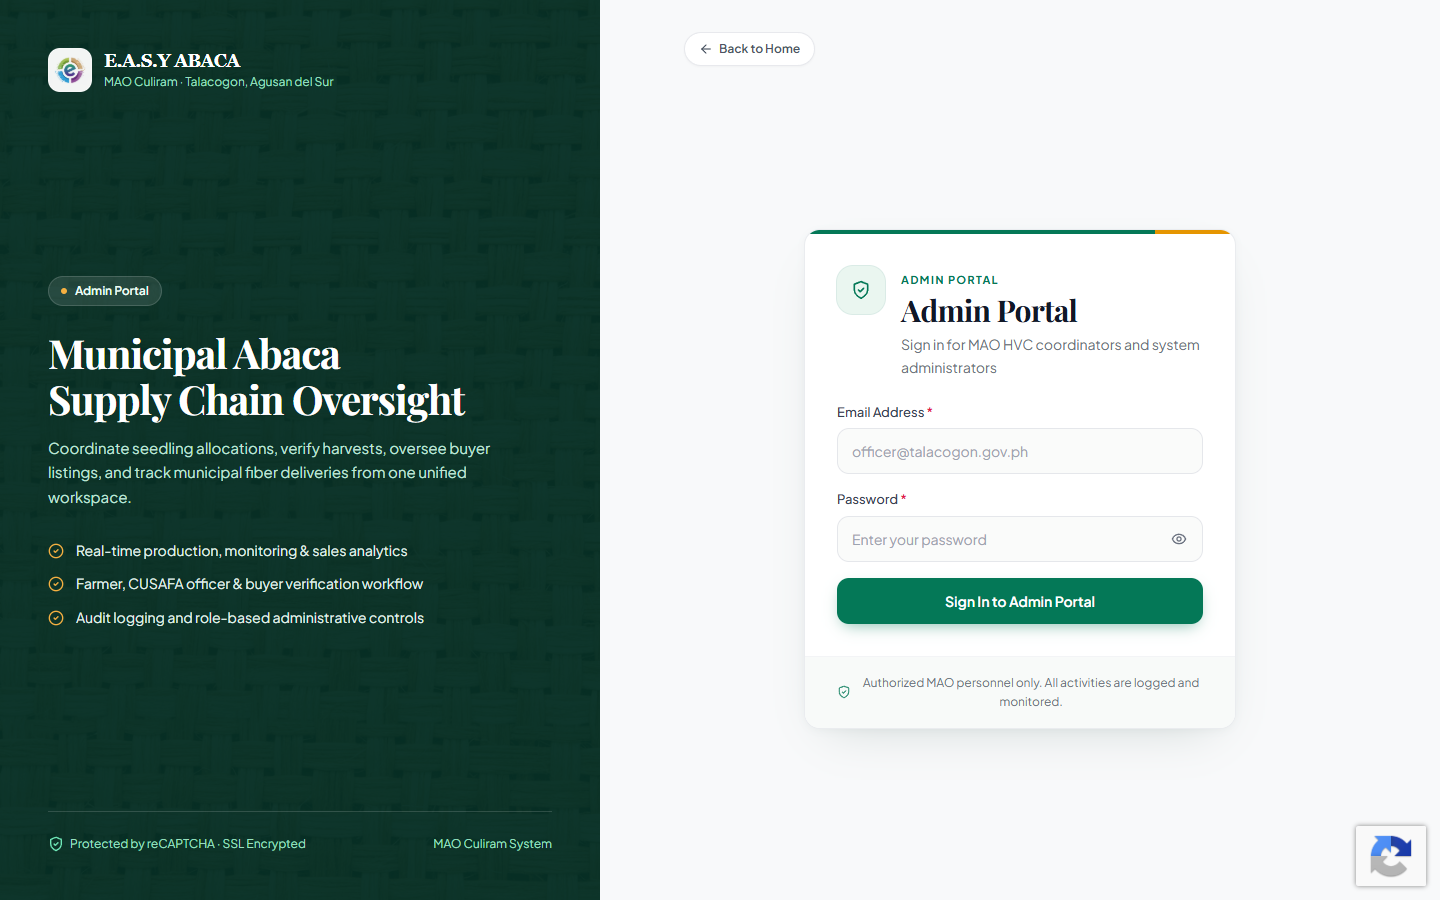 E.A.S.Y ABACA
MAO Culiram · Talacogon, Agusan del Sur
Admin Portal
Municipal Abaca
Supply Chain Oversight
Coordinate seedling allocations, verify harvests, oversee buyer
listings, and track municipal fiber deliveries from one unified
workspace.
Real-time production, monitoring & sales analytics
Farmer, CUSAFA officer & buyer verification workflow
Audit logging and role-based administrative controls
Protected by reCAPTCHA · SSL Encrypted
MAO Culiram System
Back to Home
ADMIN PORTAL
Admin Portal
Sign in for MAO HVC coordinators and system
administrators
Email Address *
officer@talacogon.gov.ph
Password *
Enter your password
Sign In to Admin Portal
Authorized MAO personnel only. All activities are logged and
monitored.